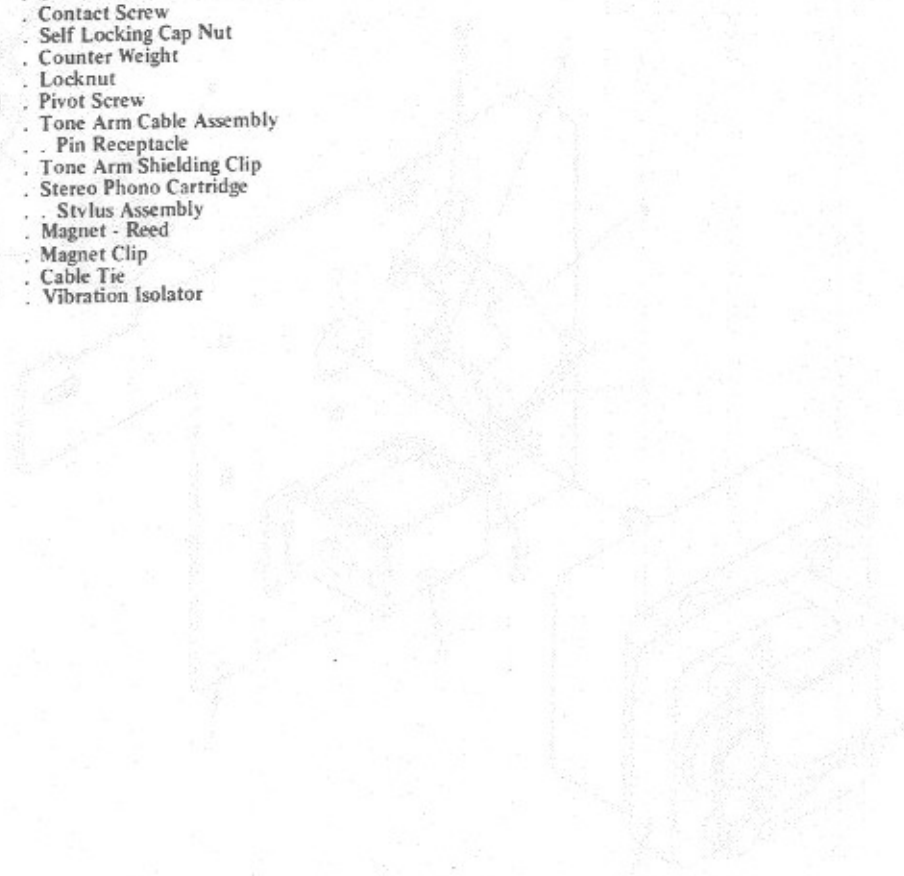 . Contact Screw
. Self Locking Cap Nut
. Counter Weight
. Locknut
. Pivot Screw
. Tone Arm Cable Assembly
. . Pin Receptacle
. Tone Arm Shielding Clip
. Stereo Phono Cartridge
. . Stylus Assembly
. Magnet - Reed
. Magnet Clip
. Cable Tie
. Vibration Isolator